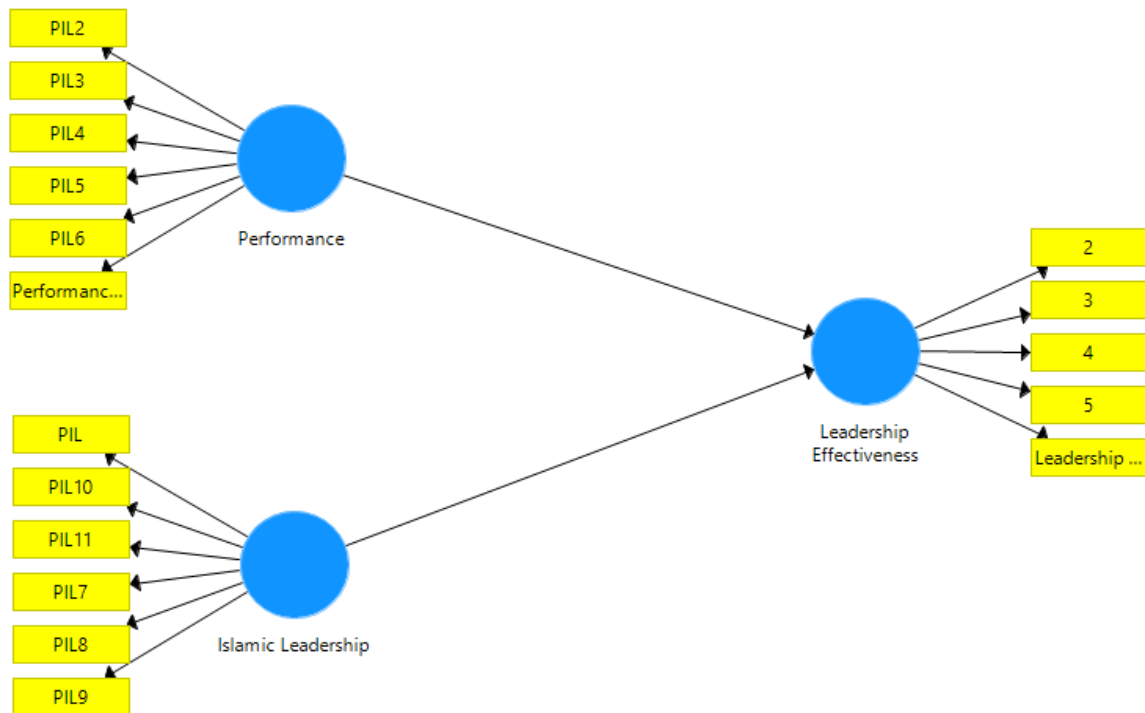 PIL2
PIL3
PIL4
PIL5
PIL6
Performanc...
Performance
2
3
4
5
Leadership ...
Leadership
Effectiveness
PIL
PIL10
PIL11
PIL7
PIL8
PIL9
Islamic Leadership